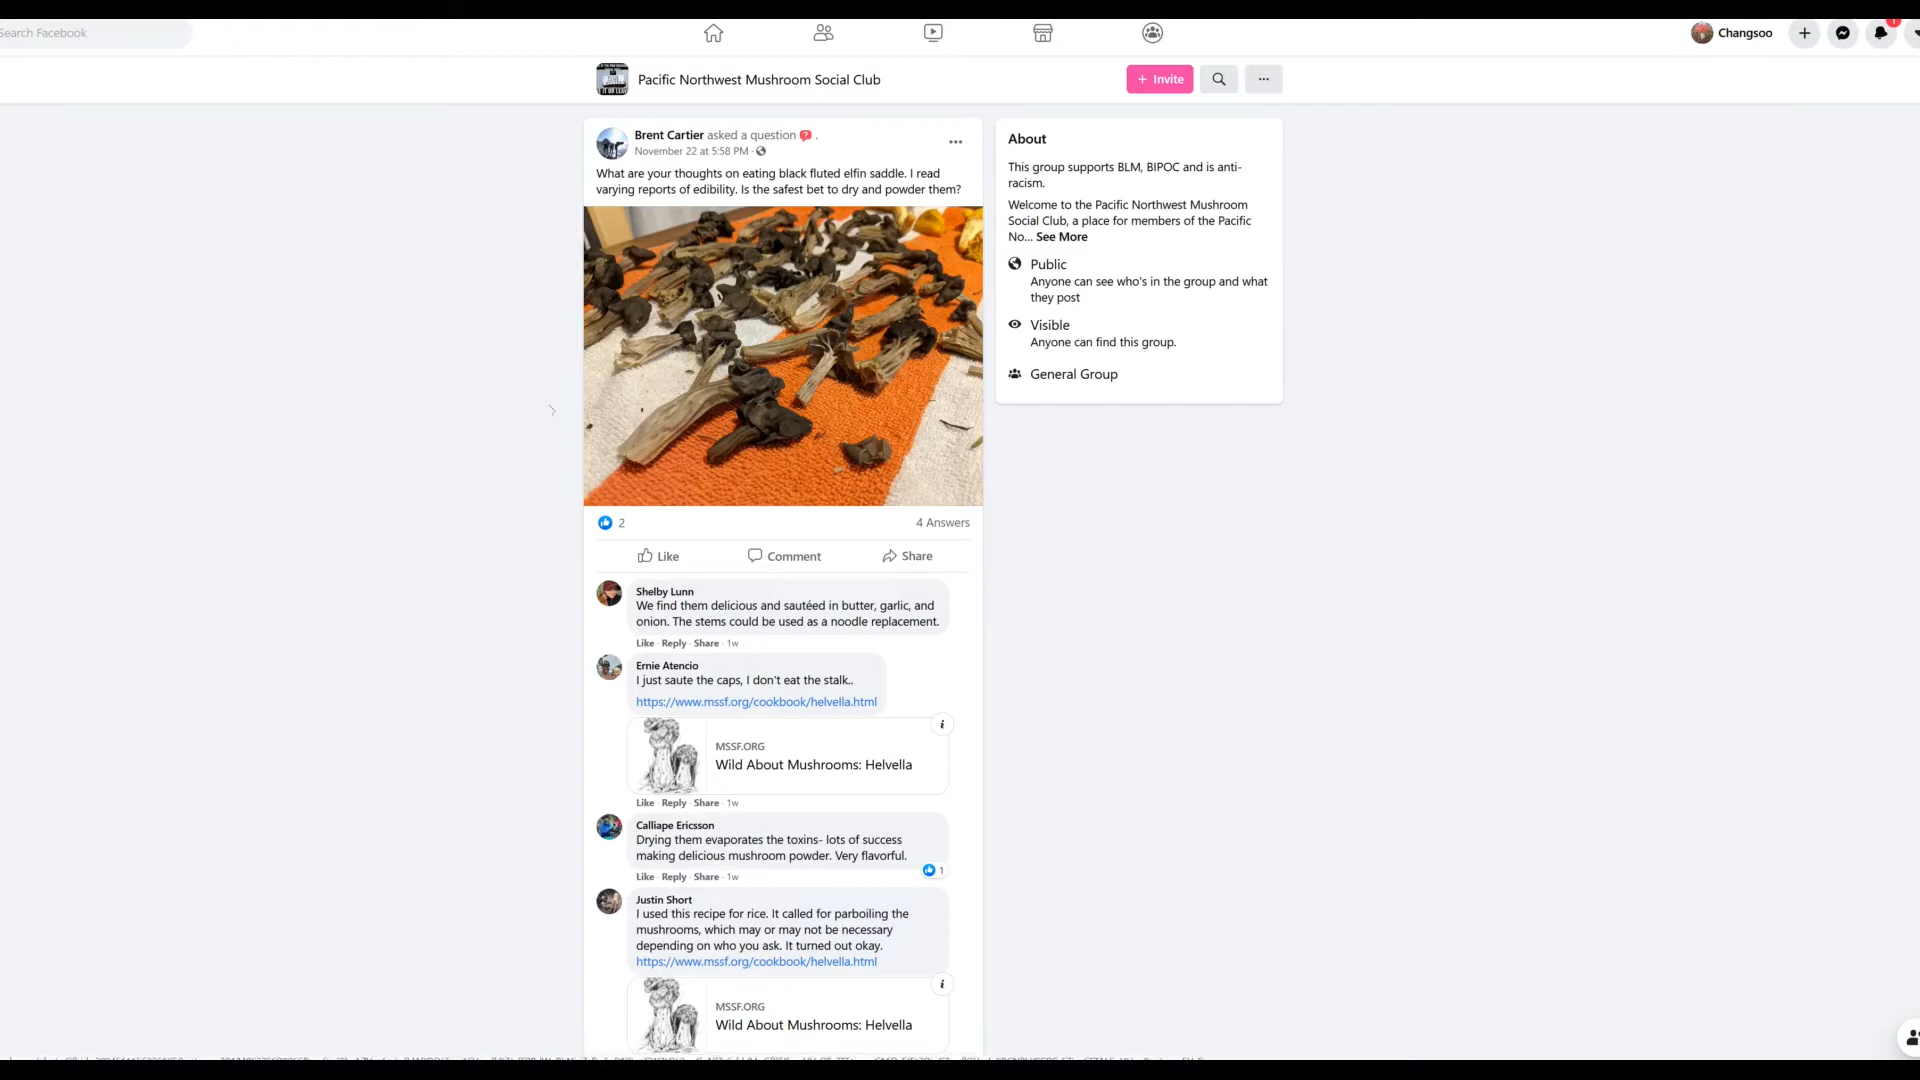 Search Facebook
Changsoo
Pacific Northwest Mushroom Social Club
+ Invite
Brent Cartier asked a question .
November 22 at 5:58 PM ·
What are your thoughts on eating black fluted elfin saddle. I read
varying reports of edibility. Is the safest bet to dry and powder them?
2
4 Answers
Like
Comment
Share
Shelby Lunn
We find them delicious and sautéed in butter, garlic, and
onion. The stems could be used as a noodle replacement.
Like · Reply · Share · 1w
Ernie Atencio
I just saute the caps, I don't eat the stalk..
https://www.mssf.org/cookbook/helvella.html
MSSF.ORG
Wild About Mushrooms: Helvella
Like · Reply · Share · 1w
Calliape Ericsson
Drying them evaporates the toxins- lots of success
making delicious mushroom powder. Very flavorful.
1
Like · Reply · Share · 1w
Justin Short
I used this recipe for rice. It called for parboiling the
mushrooms, which may or may not be necessary
depending on who you ask. It turned out okay.
https://www.mssf.org/cookbook/helvella.html
MSSF.ORG
Wild About Mushrooms: Helvella
About
This group supports BLM, BIPOC and is anti-
racism.
Welcome to the Pacific Northwest Mushroom
Social Club, a place for members of the Pacific
No... See More
Public
Anyone can see who's in the group and what
they post
Visible
Anyone can find this group.
General Group